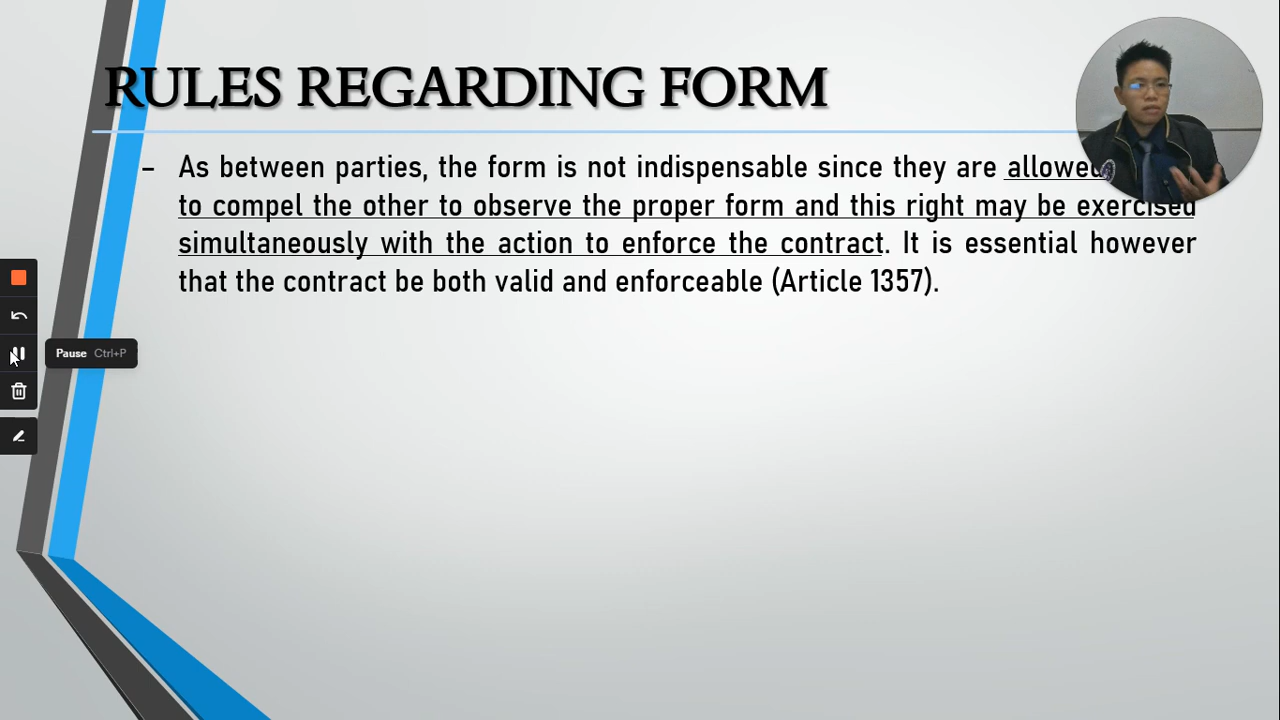 RULES REGARDING FORM
– As between parties, the form is not indispensable since they are allowed
to compel the other to observe the proper form and this right may be exercised
simultaneously with the action to enforce the contract. It is essential however
that the contract be both valid and enforceable (Article 1357).
Pause Ctrl+P